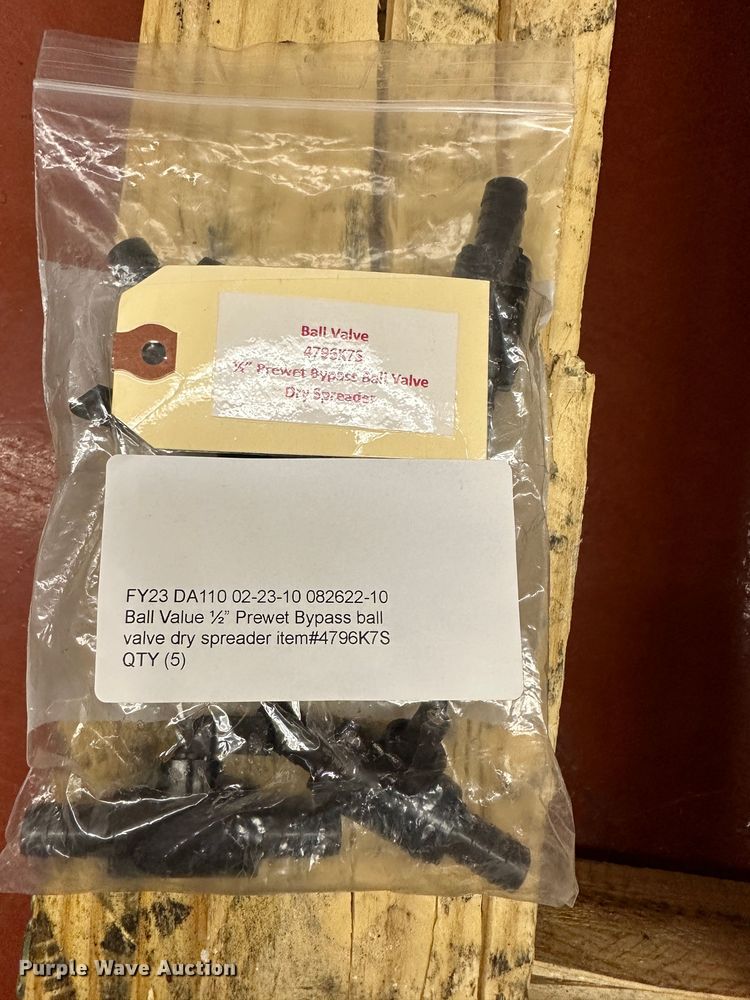 Ball Valve
4796K7S
½" Prewet Bypass Ball Valve
Dry Spreader
FY23 DA110 02-23-10 082622-10
Ball Value ½" Prewet Bypass ball
valve dry spreader item#4796K7S
QTY (5)
Purple Wave Auction